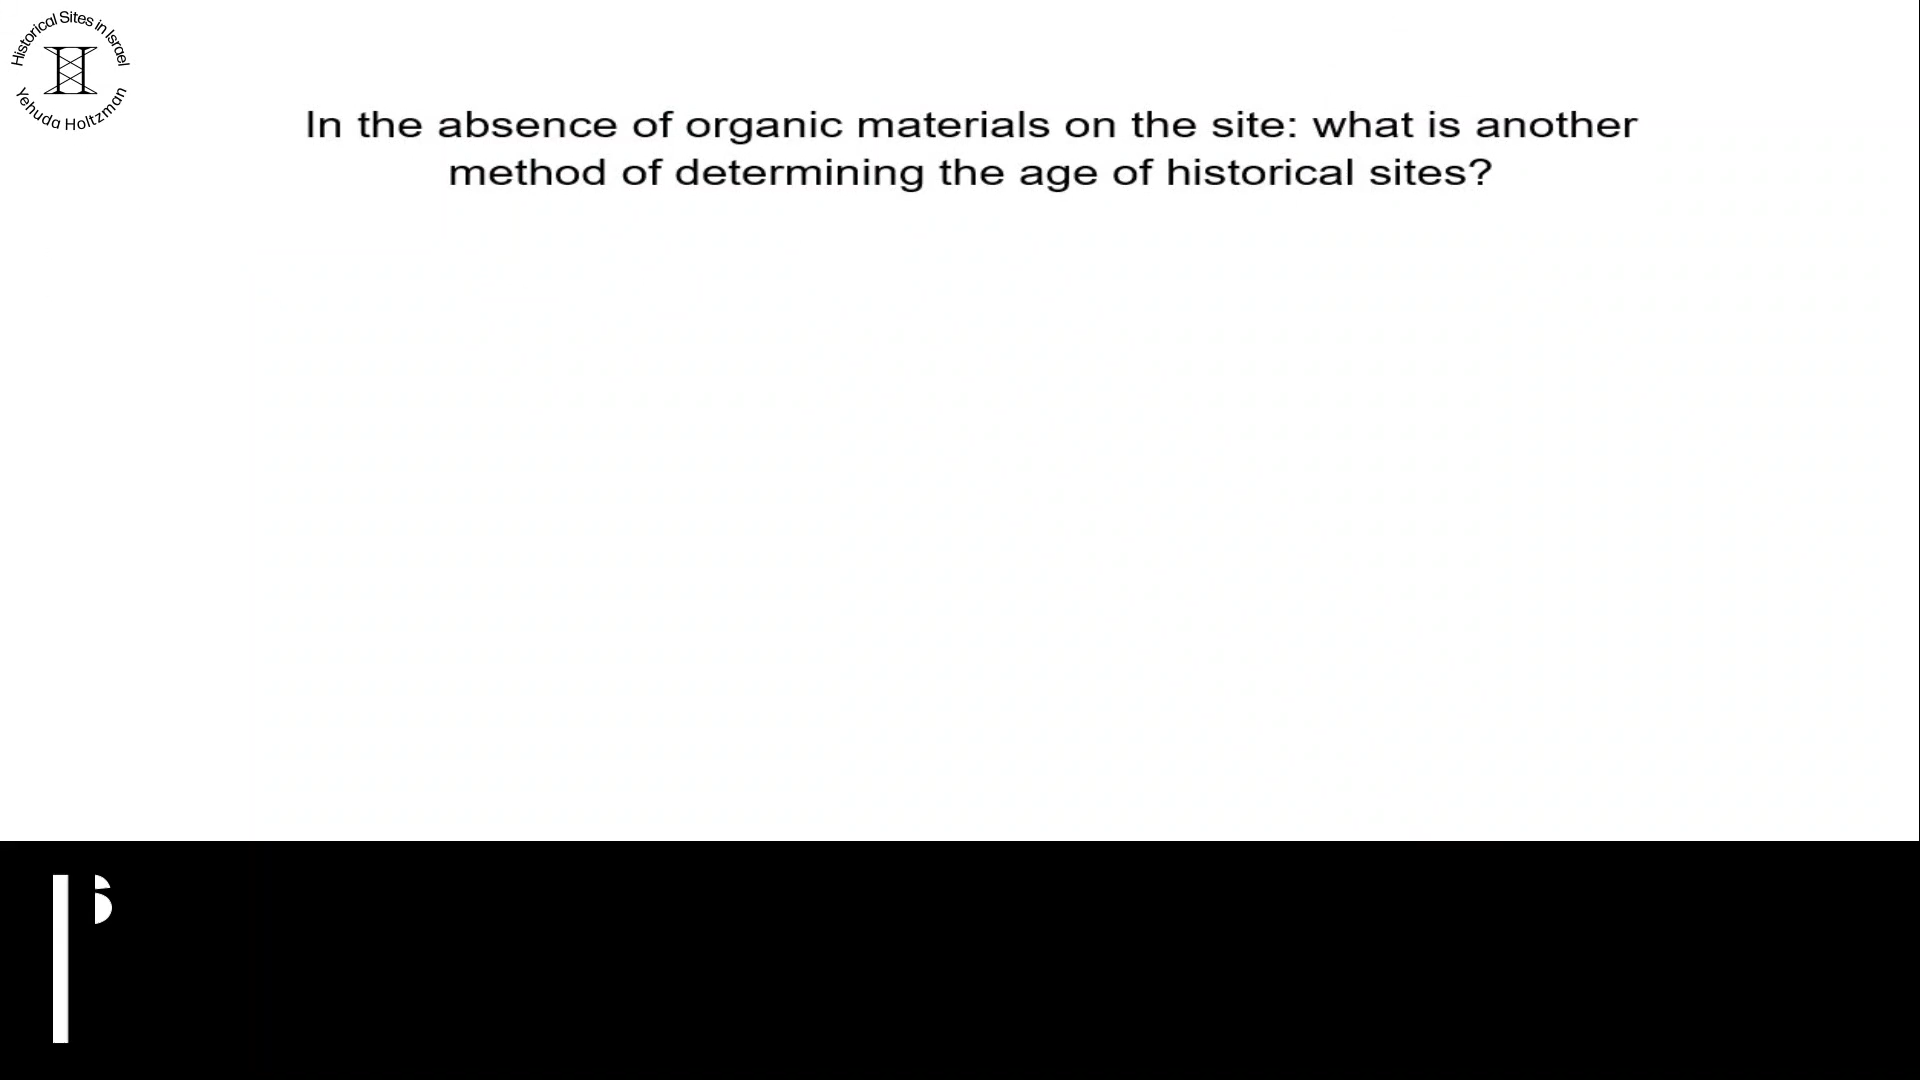 Historical Sites in Israel
Yehuda Holtzman
In the absence of organic materials on the site: what is another
method of determining the age of historical sites?